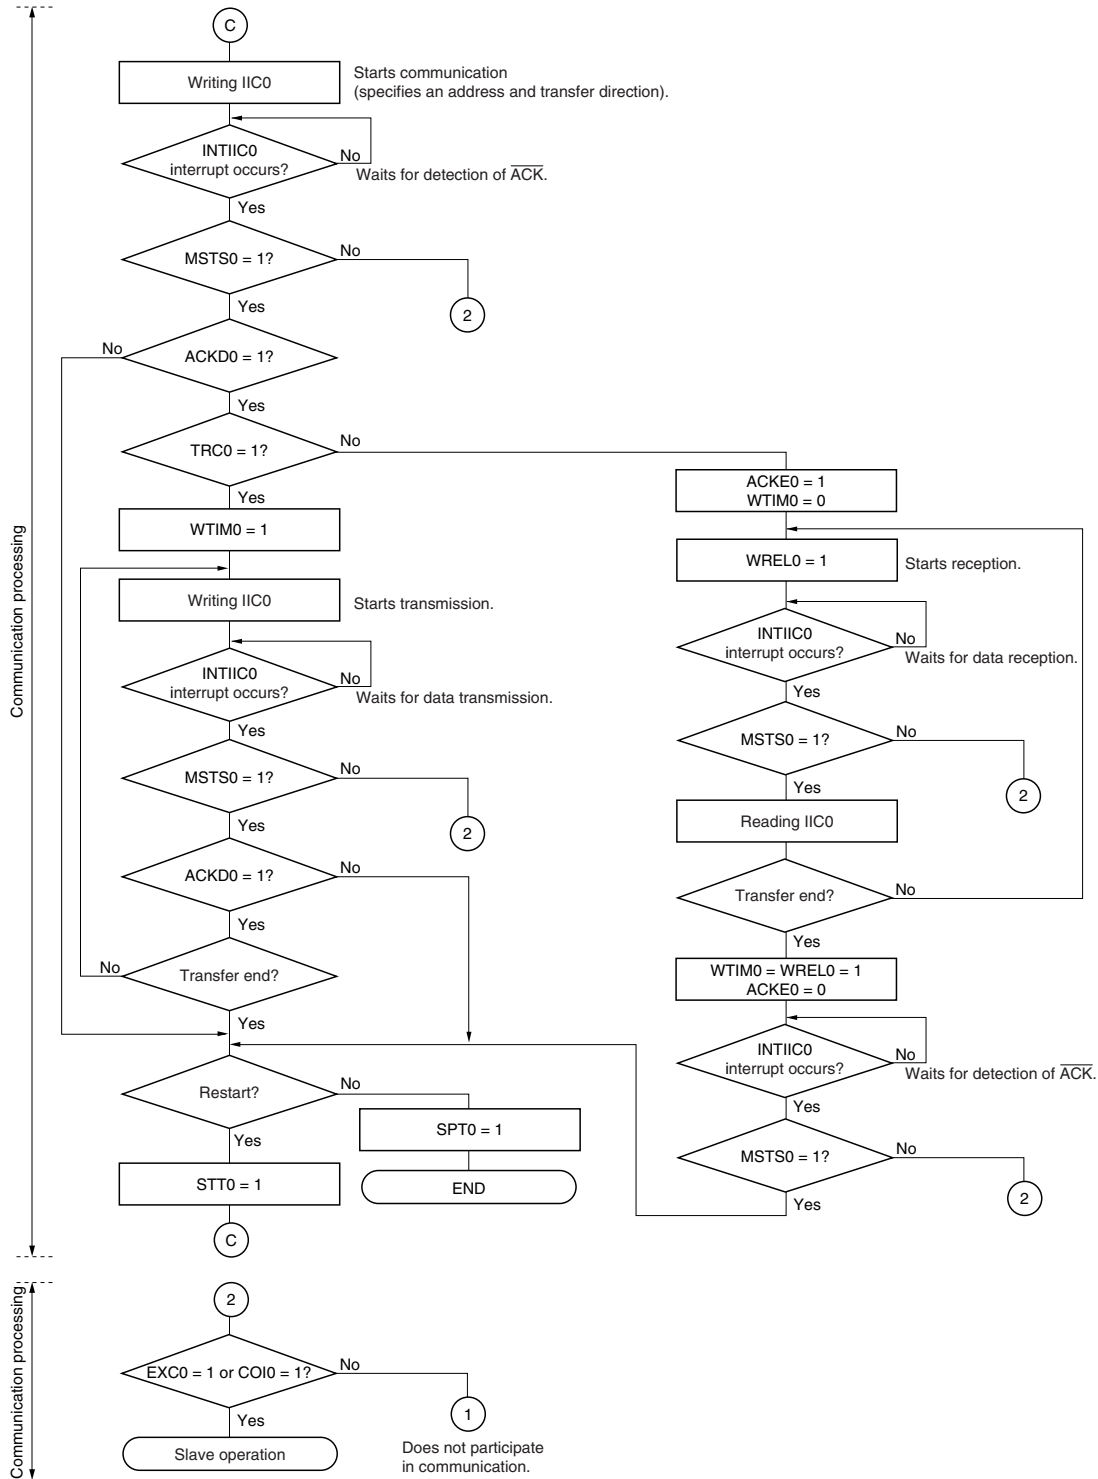 C
Writing IIC0
Starts communication
(specifies an address and transfer direction).
INTIIC0
interrupt occurs?
No
Waits for detection of ACK.
Yes
MSTS0 = 1?
No
2
Yes
ACKD0 = 1?
No
Yes
TRC0 = 1?
No
Yes
WTIM0 = 1
Writing IIC0
Starts transmission.
INTIIC0
interrupt occurs?
No
Waits for data transmission.
Yes
MSTS0 = 1?
No
2
Yes
ACKD0 = 1?
No
Yes
Transfer end?
No
Yes
Restart?
No
SPT0 = 1
END
Yes
STT0 = 1
C
ACKE0 = 1
WTIM0 = 0
WREL0 = 1
Starts reception.
INTIIC0
interrupt occurs?
No
Waits for data reception.
Yes
MSTS0 = 1?
No
2
Yes
Reading IIC0
Transfer end?
No
Yes
WTIM0 = WREL0 = 1
ACKE0 = 0
INTIIC0
interrupt occurs?
No
Waits for detection of ACK.
Yes
MSTS0 = 1?
No
2
Yes
Communication processing
2
EXC0 = 1 or COI0 = 1?
No
1
Does not participate
in communication.
Yes
Slave operation
Communication processing